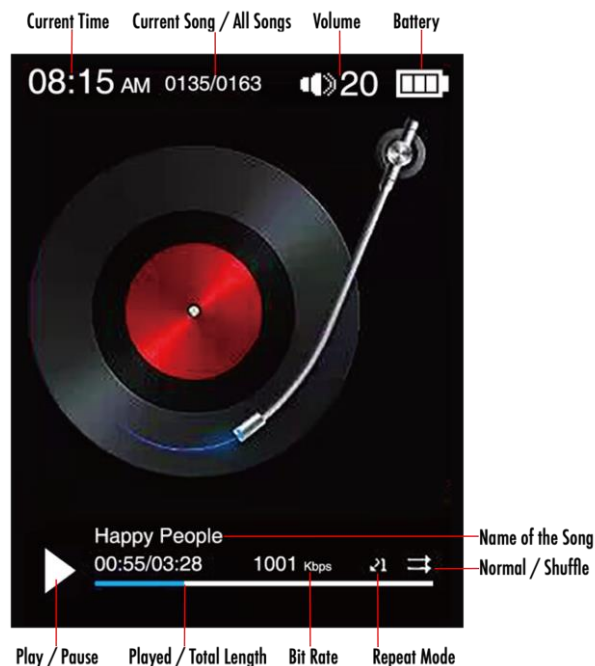 Current Time Current Song / All Songs Volume Battery
08:15 AM 0135/0163 20
Happy People
Name of the Song
00:55/03:28 1001 Kbps 1
Normal / Shuffle
Play / Pause Played / Total Length Bit Rate Repeat Mode